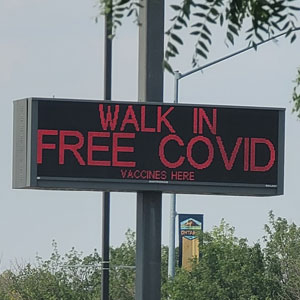 WALK IN
FREE COVID
VACCINES HERE